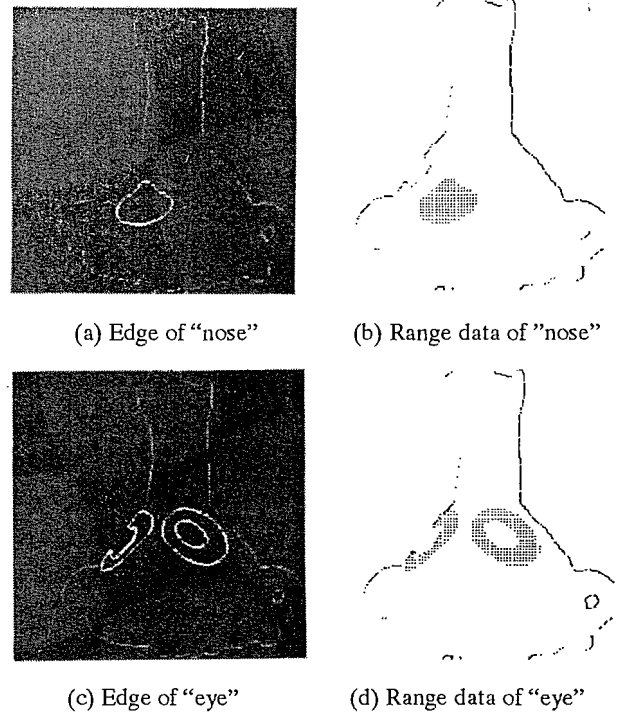 (a) Edge of “nose”
(b) Range data of ”nose”
(c) Edge of “eye”
(d) Range data of “eye”